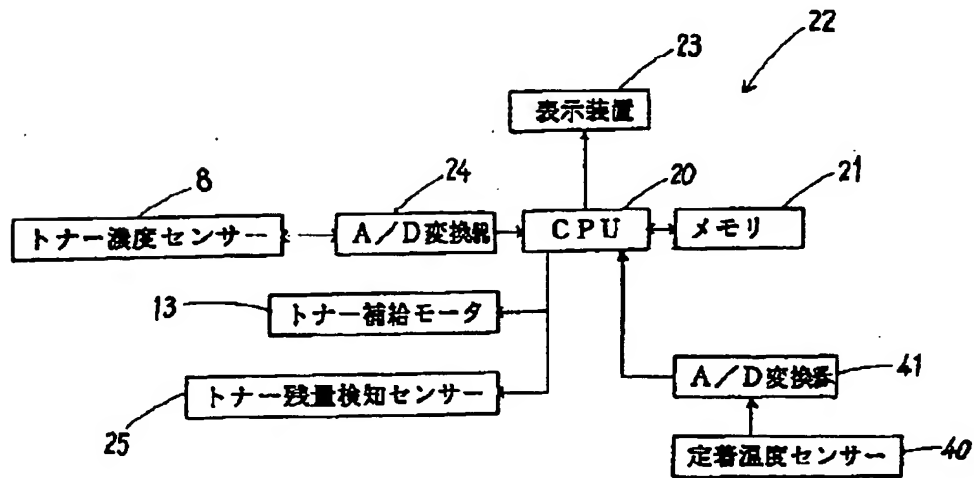 22
23
表示装置
24
20
21
8
トナー濃度センサー
A/D変換器
CPU
メモリ
13
トナー補給モータ
A/D変換器
41
トナー残量検知センサー
25
定着温度センサー
40